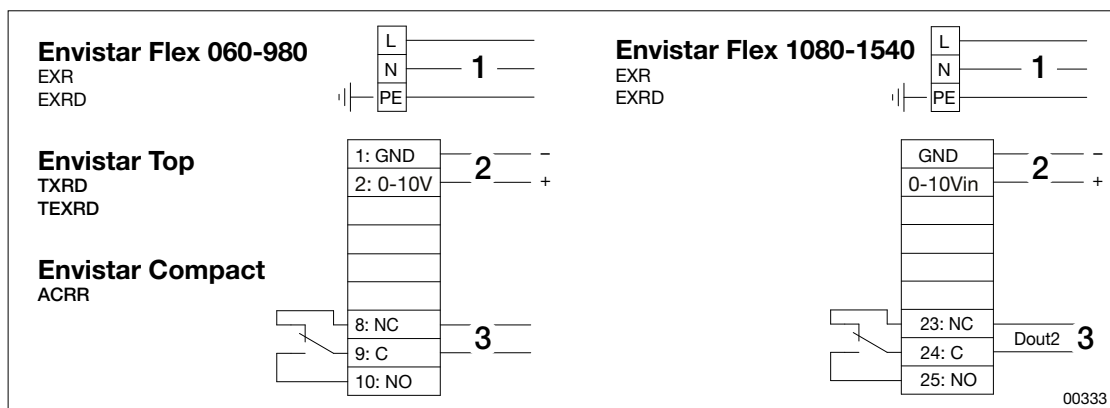 Envistar Flex 060-980
EXR
EXRD
L
N
PE
1
Envistar Top
TXRD
TEXRD
Envistar Compact
ACRR
1: GND
2: 0-10V
2
−
+
8: NC
9: C
10: NO
3
Envistar Flex 1080-1540
EXR
EXRD
L
N
PE
1
GND
0-10Vin
2
−
+
23: NC
24: C
25: NO
Dout2
3
00333